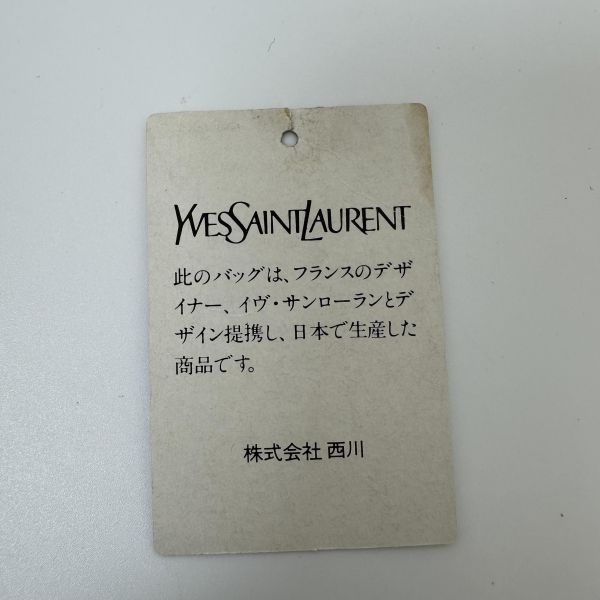 YVESSAINTLAURENT
此のバッグは、フランスのデザ
イナー、イヴ・サンローランとデ
ザイン提携し、日本で生産した
商品です。
株式会社 西川